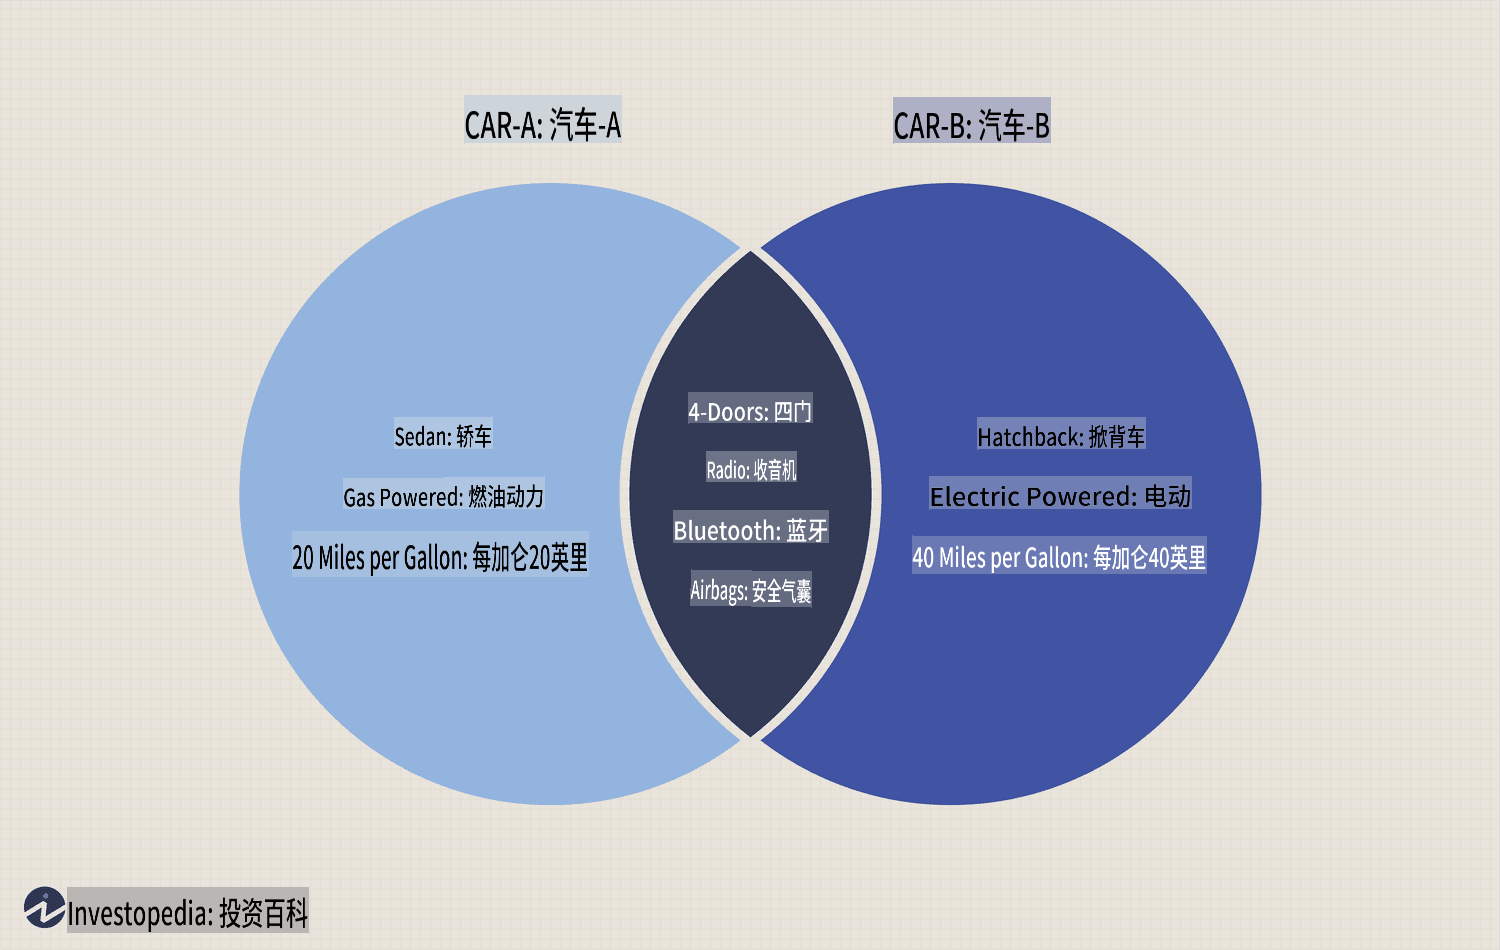 CAR-A: 汽车-A
CAR-B: 汽车-B
Sedan: 轿车
Gas Powered: 燃油动力
20 Miles per Gallon: 每加仑20英里
4-Doors: 四门
Radio: 收音机
Bluetooth: 蓝牙
Airbags: 安全气囊
Hatchback: 掀背车
Electric Powered: 电动
40 Miles per Gallon: 每加仑40英里
Investopedia: 投资百科